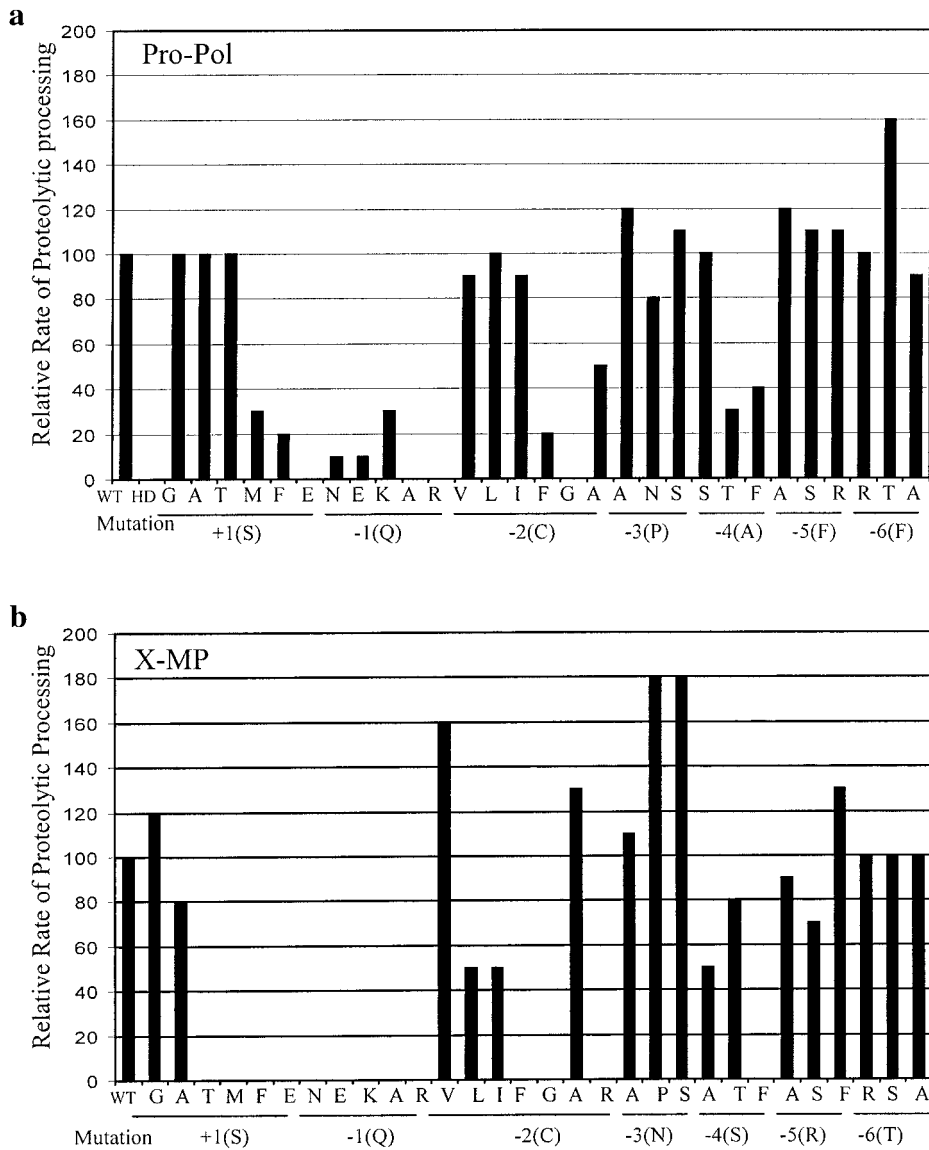 a
Pro-Pol
Relative Rate of Proteolytic processing
200
180
160
140
120
100
80
60
40
20
0
WT HD G A T M F E N E K A R V L I F G A A N S S T F A S R R T A
Mutation +1(S) -1(Q) -2(C) -3(P) -4(A) -5(F) -6(F)
b
X-MP
Relative Rate of Proteolytic Processing
200
180
160
140
120
100
80
60
40
20
0
WT G A T M F E N E K A R V L I F G A R A P S A T F A S F R S A
Mutation +1(S) -1(Q) -2(C) -3(N) -4(S) -5(R) -6(T)